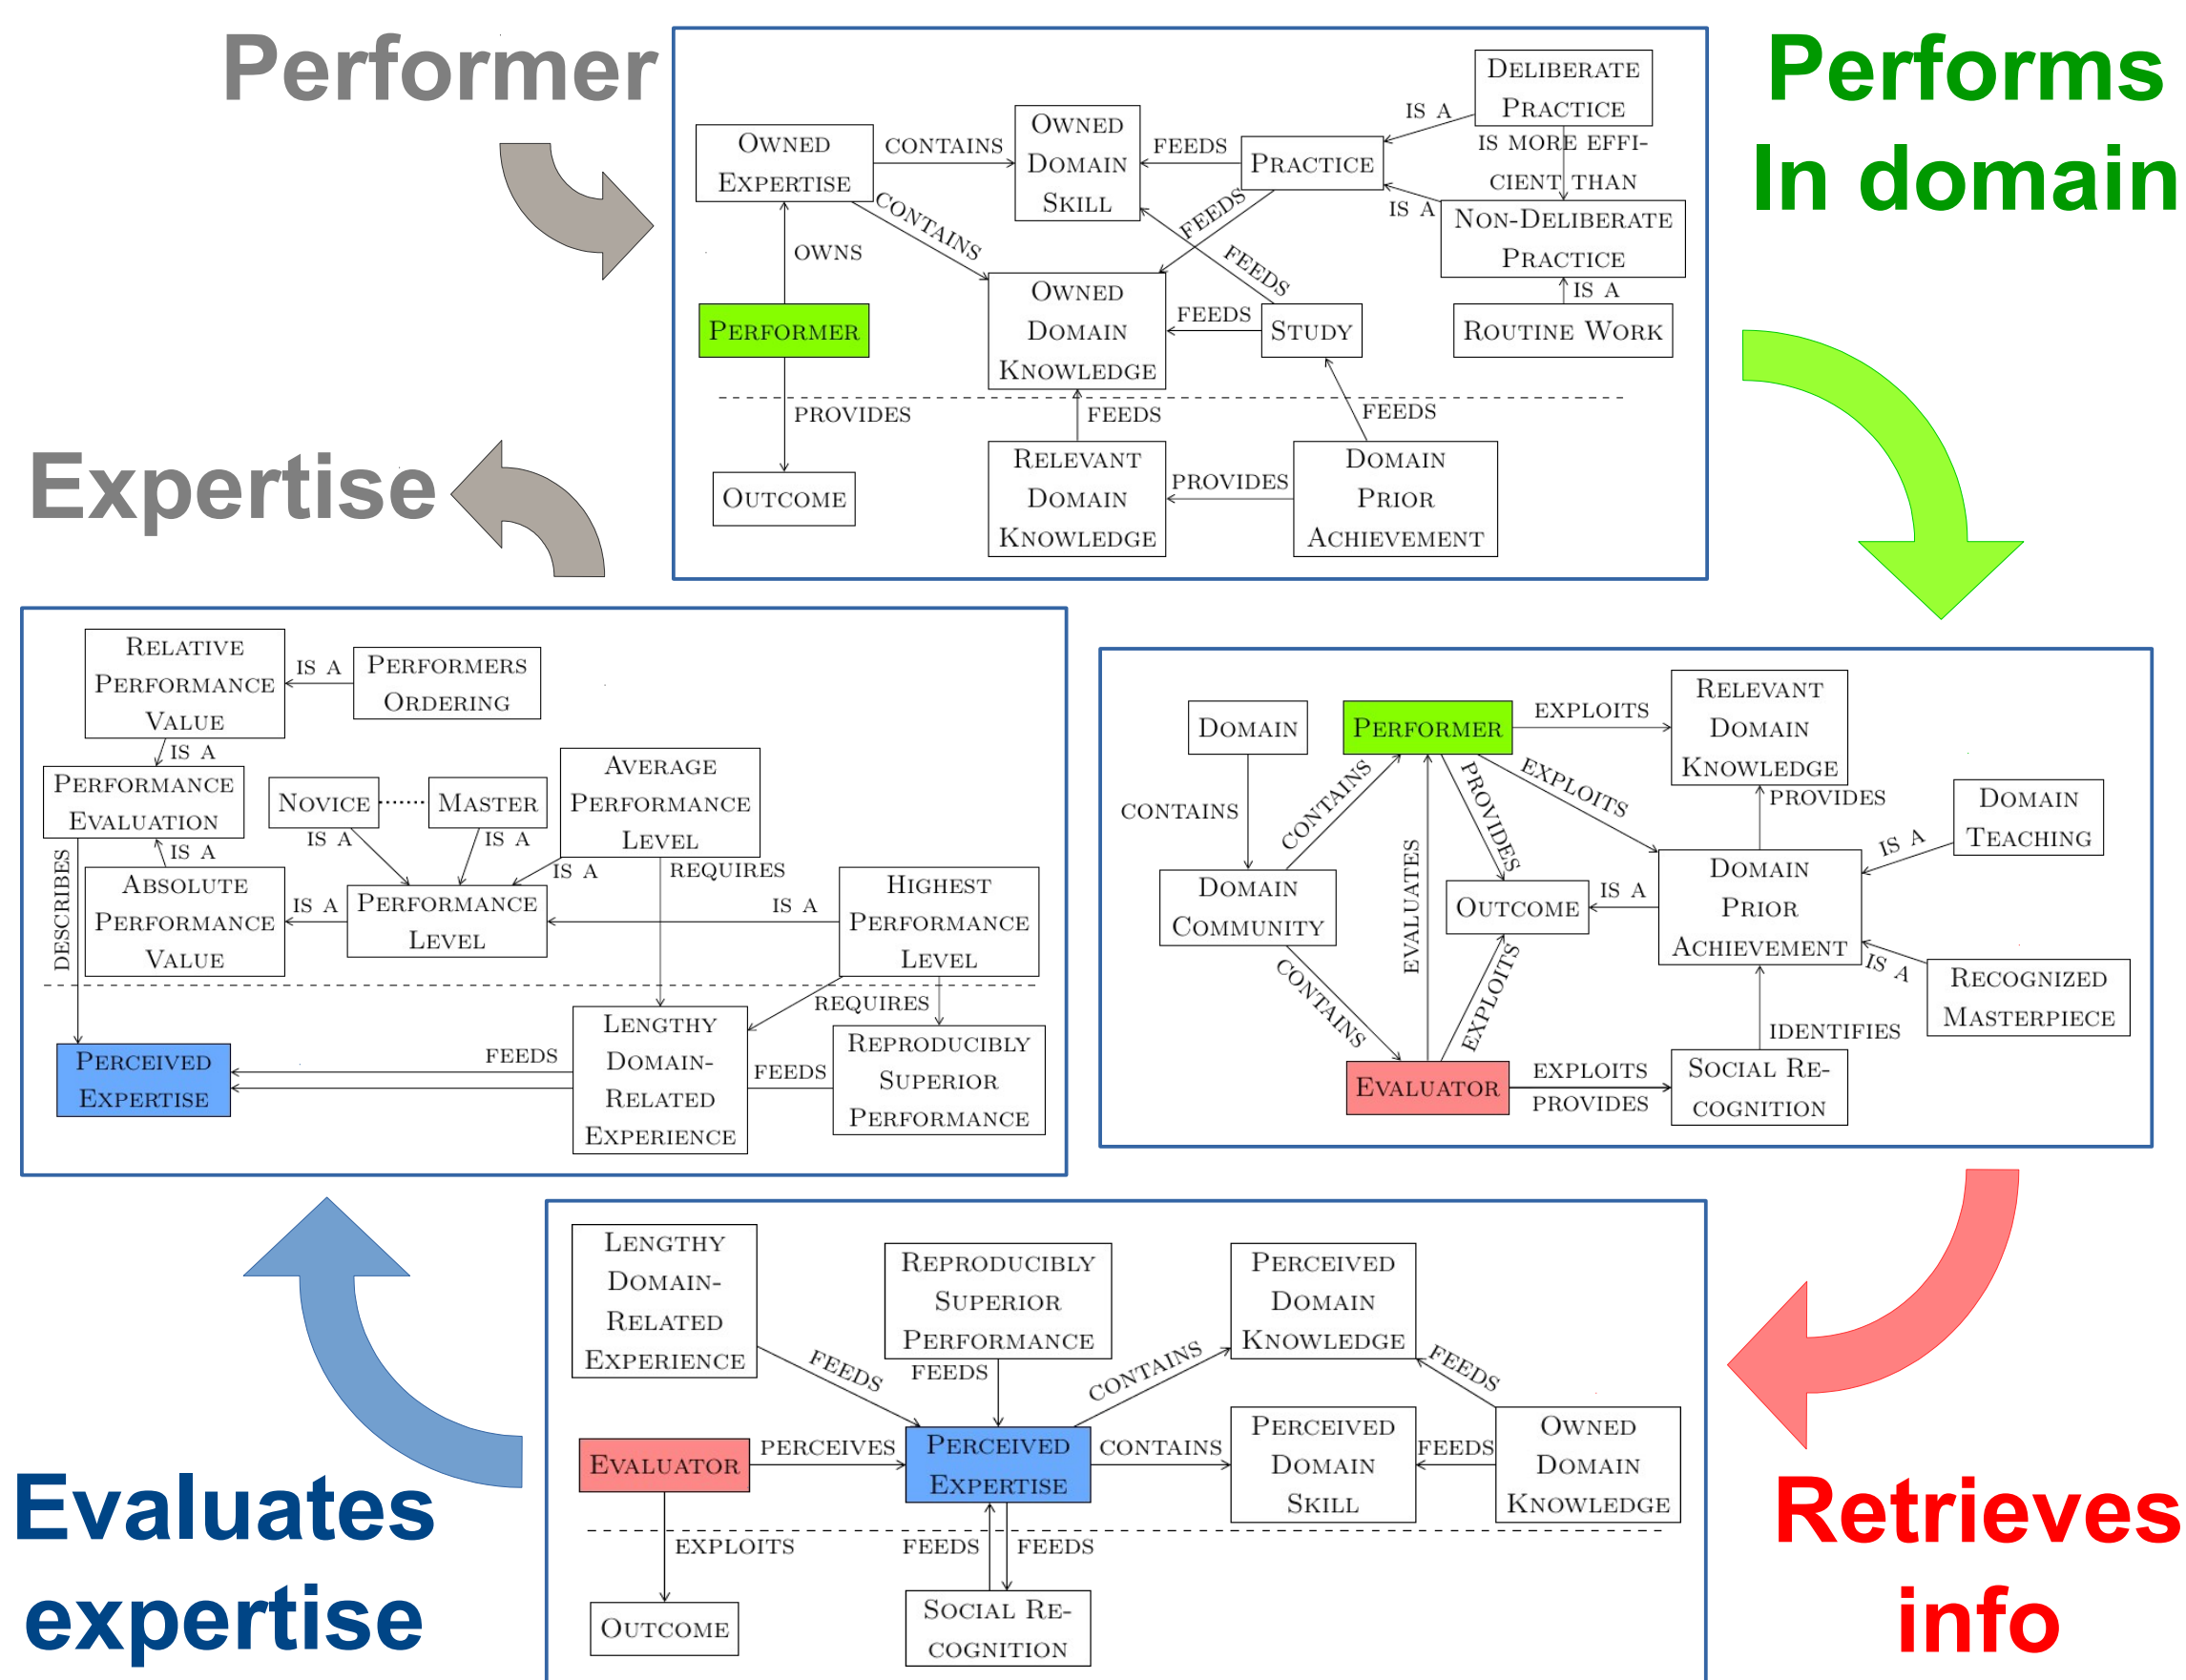 Performer
Performs
In domain
DELIBERATE
PRACTICE
IS A
IS MORE EFFI-
CIENT THAN
OWNED
EXPERTISE
CONTAINS
OWNED
DOMAIN
SKILL
FEEDS
PRACTICE
IS A
NON-DELIBERATE
PRACTICE
CONTAINS
FEEDS
FEEDS
OWNS
IS A
PERFORMER
OWNED
DOMAIN
KNOWLEDGE
FEEDS
STUDY
ROUTINE WORK
PROVIDES
FEEDS
FEEDS
OUTCOME
RELEVANT
DOMAIN
KNOWLEDGE
PROVIDES
DOMAIN
PRIOR
ACHIEVEMENT
Expertise
RELATIVE
PERFORMANCE
VALUE
IS A
PERFORMERS
ORDERING
IS A
PERFORMANCE
EVALUATION
NOVICE
MASTER
AVERAGE
PERFORMANCE
LEVEL
IS A
IS A
IS A
IS A
REQUIRES
DESCRIBES
ABSOLUTE
PERFORMANCE
VALUE
IS A
PERFORMANCE
LEVEL
IS A
HIGHEST
PERFORMANCE
LEVEL
REQUIRES
PERCEIVED
EXPERTISE
FEEDS
LENGTHY
DOMAIN-
RELATED
EXPERIENCE
FEEDS
REPRODUCIBLY
SUPERIOR
PERFORMANCE
DOMAIN
PERFORMER
EXPLOITS
RELEVANT
DOMAIN
KNOWLEDGE
CONTAINS
CONTAINS
PROVIDES
EXPLOITS
PROVIDES
DOMAIN
TEACHING
IS A
DOMAIN
COMMUNITY
EVALUATES
OUTCOME
IS A
DOMAIN
PRIOR
ACHIEVEMENT
IS A
RECOGNIZED
MASTERPIECE
CONTAINS
EXPLOITS
IDENTIFIES
EVALUATOR
EXPLOITS
PROVIDES
SOCIAL RE-
COGNITION
LENGTHY
DOMAIN-
RELATED
EXPERIENCE
REPRODUCIBLY
SUPERIOR
PERFORMANCE
PERCEIVED
DOMAIN
KNOWLEDGE
FEEDS
FEEDS
CONTAINS
FEEDS
EVALUATOR
PERCEIVES
PERCEIVED
EXPERTISE
CONTAINS
PERCEIVED
DOMAIN
SKILL
FEEDS
OWNED
DOMAIN
KNOWLEDGE
EXPLOITS
FEEDS
FEEDS
OUTCOME
SOCIAL RE-
COGNITION
Evaluates
expertise
Retrieves
info